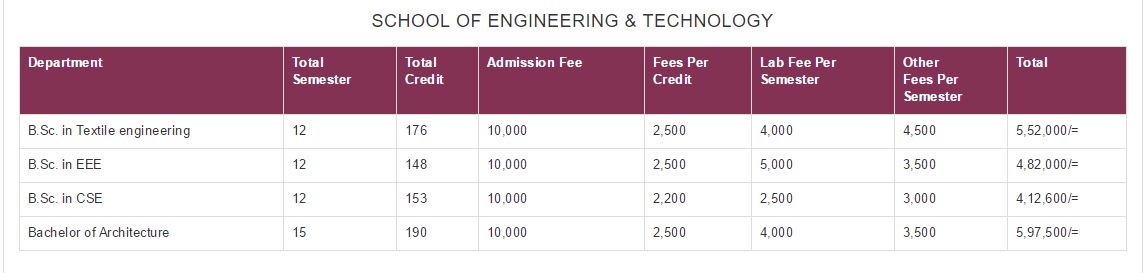 SCHOOL OF ENGINEERING & TECHNOLOGY
Department Total Semester Total Credit Admission Fee Fees Per Credit Lab Fee Per Semester Other Fees Per Semester Total
B.Sc. in Textile engineering 12 176 10,000 2,500 4,000 4,500 5,52,000/=
B.Sc. in EEE 12 148 10,000 2,500 5,000 3,500 4,82,000/=
B.Sc. in CSE 12 153 10,000 2,200 2,500 3,000 4,12,600/=
Bachelor of Architecture 15 190 10,000 2,500 4,000 3,500 5,97,500/=